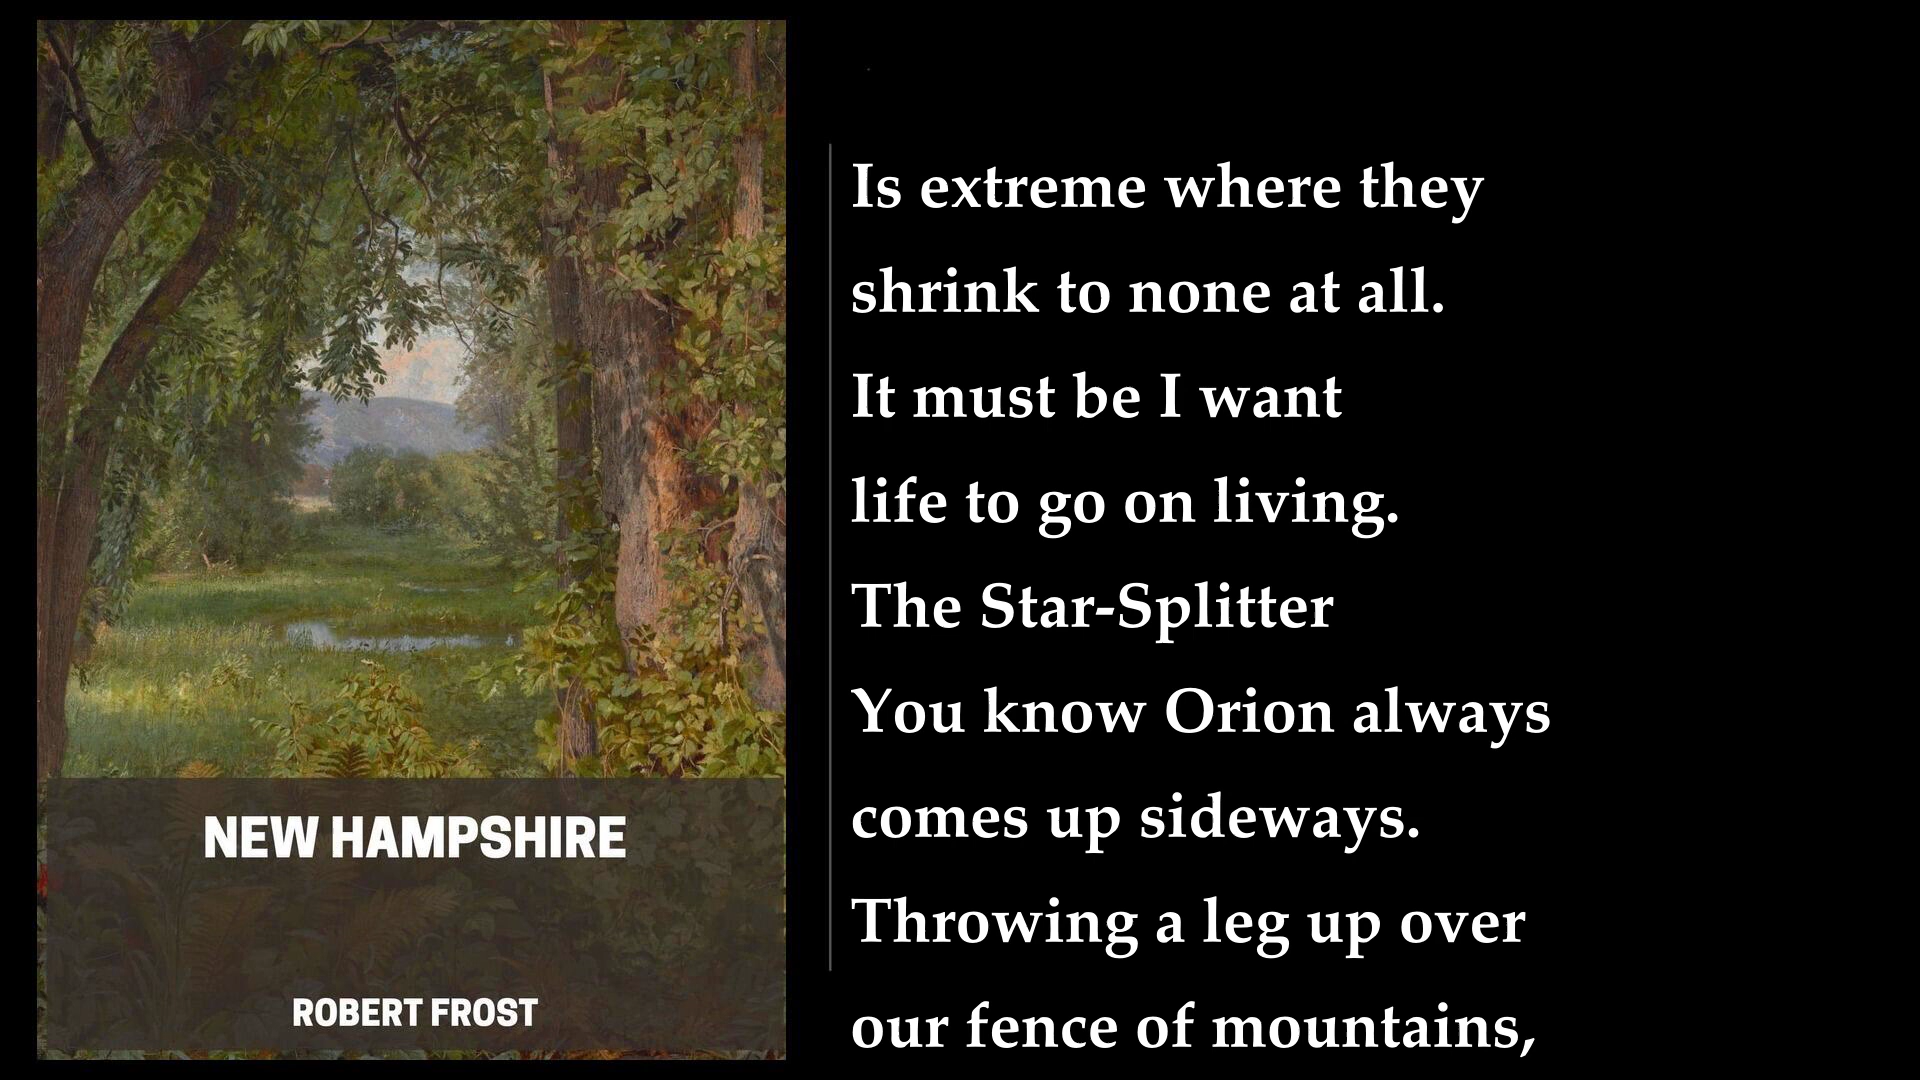 NEW HAMPSHIRE
ROBERT FROST
Is extreme where they
shrink to none at all.
It must be I want
life to go on living.
The Star-Splitter
You know Orion always
comes up sideways.
Throwing a leg up over
our fence of mountains,